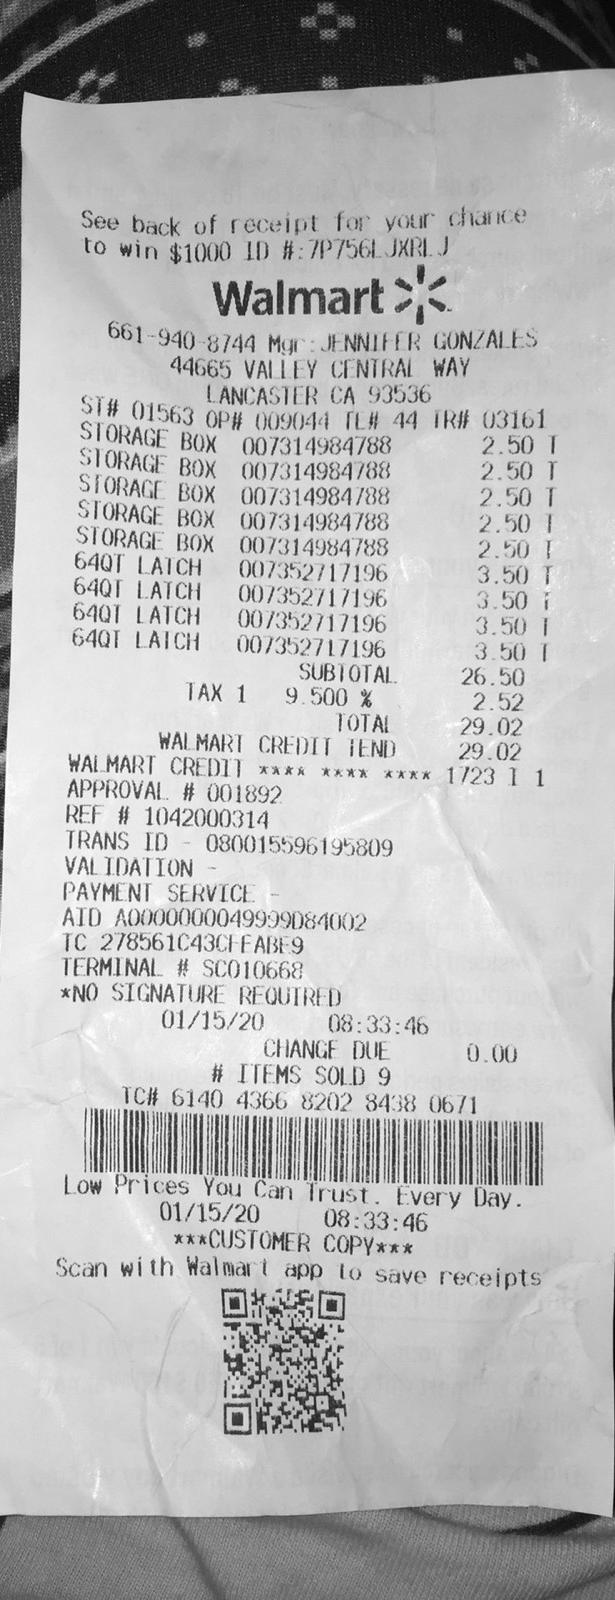 See back of receipt for your chance
to win $1000 ID #:7P756LJXRLJ
Walmart
661-940-8744 Mgr:JENNIFER GONZALES
44665 VALLEY CENTRAL WAY
LANCASTER CA 93536
ST# 01563 OP# 009044 TE# 44 TR# 03161
STORAGE BOX 007314984788 2.50 T
STORAGE BOX 007314984788 2.50 T
STORAGE BOX 007314984788 2.50 T
STORAGE BOX 007314984788 2.50 T
STORAGE BOX 007314984788 2.50 T
64QT LATCH 007352717196 3.50 T
64QT LATCH 007352717196 3.50 T
64QT LATCH 007352717196 3.50 T
64QT LATCH 007352717196 3.50 T
SUBTOTAL 26.50
TAX 1 9.500 % 2.52
TOTAL 29.02
WALMART CREDIT TEND 29.02
WALMART CREDIT **** **** **** 1723 I 1
APPROVAL # 001892
REF # 1042000314
TRANS ID - 080015596195809
VALIDATION -
PAYMENT SERVICE -
AID A0000000049999D84002
TC 278561C43CFFABE9
TERMINAL # SC010668
*NO SIGNATURE REQUIRED
01/15/20 08:33:46
CHANGE DUE 0.00
# ITEMS SOLD 9
TC# 6140 4366 8202 8438 0671
Low Prices You Can Trust. Every Day.
01/15/20 08:33:46
***CUSTOMER COPY***
Scan with Walmart app to save receipts